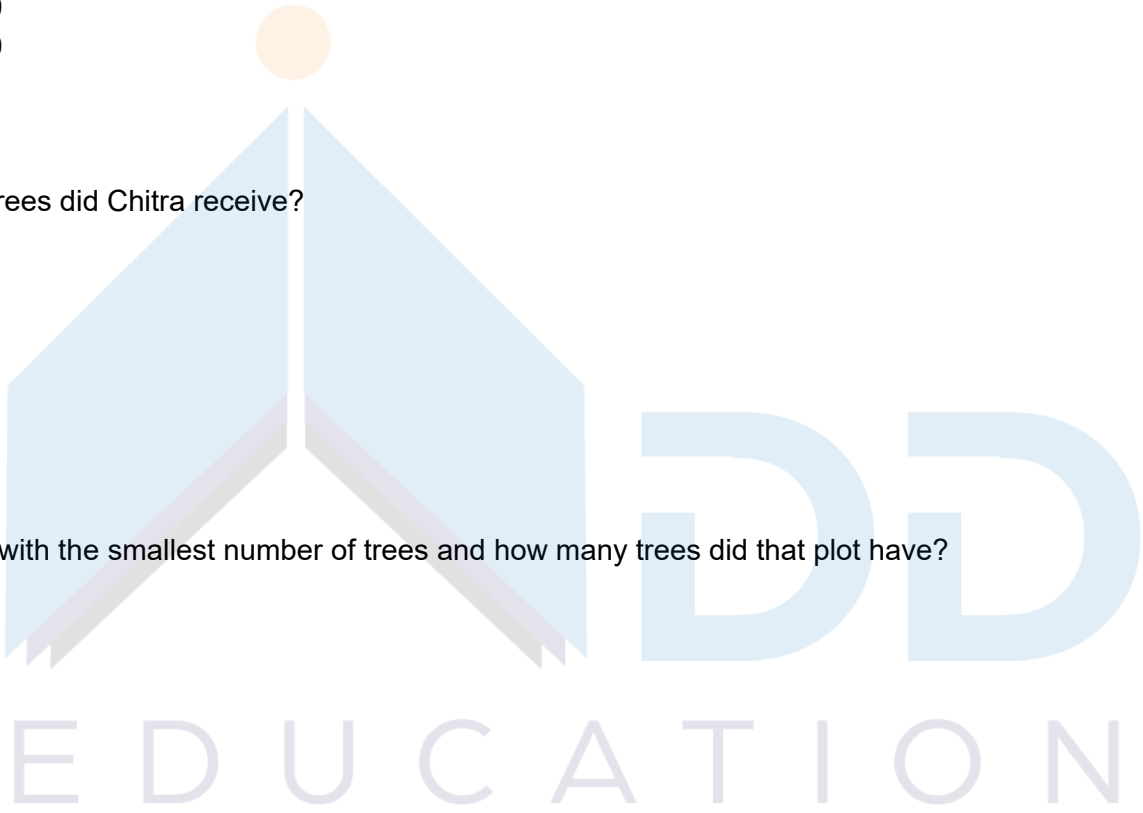 )
)
rees did Chitra receive?
with the smallest number of trees and how many trees did that plot have?
DD
EDUCATION